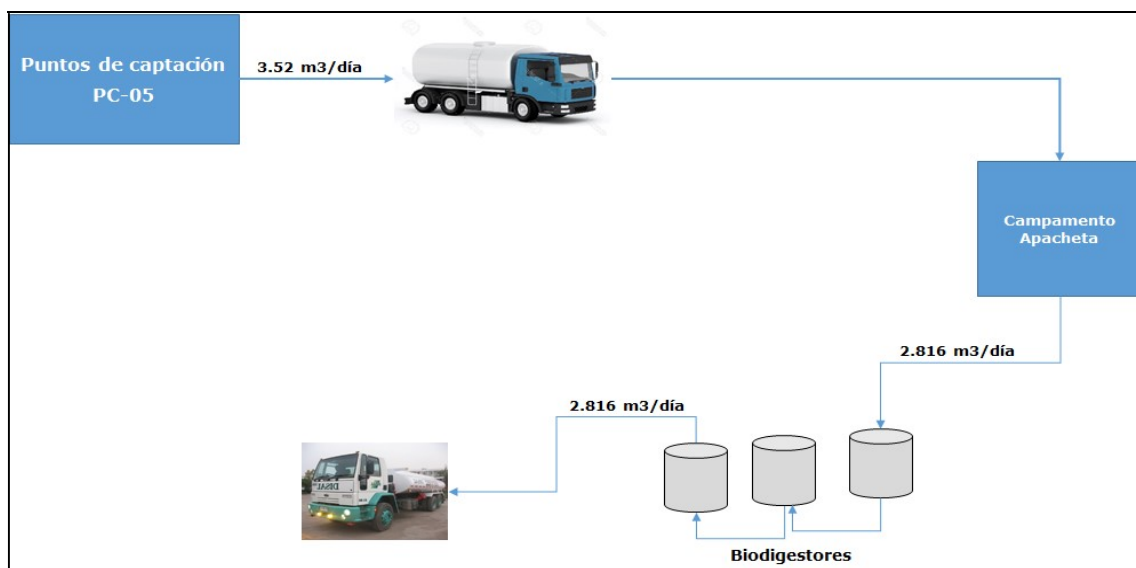 Puntos de captación
PC-05
3.52 m3/día
Campamento
Apacheta
2.816 m3/día
2.816 m3/día
Biodigestores